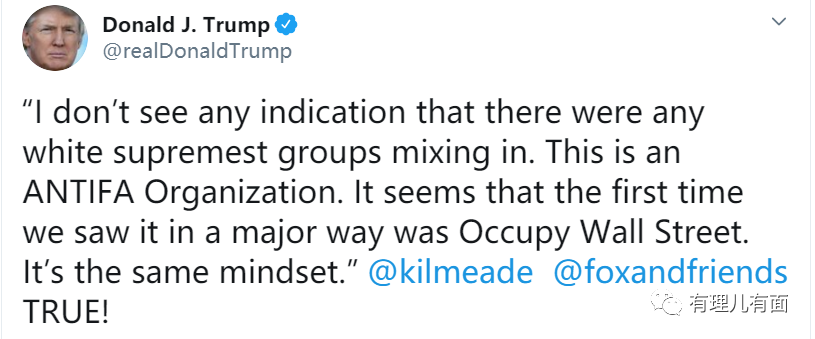 Donald J. Trump
@realDonaldTrump
“I don’t see any indication that there were any
white supremest groups mixing in. This is an
ANTIFA Organization. It seems that the first time
we saw it in a major way was Occupy Wall Street.
It’s the same mindset.” @kilmeade @foxandfriends
TRUE!
有理儿有面